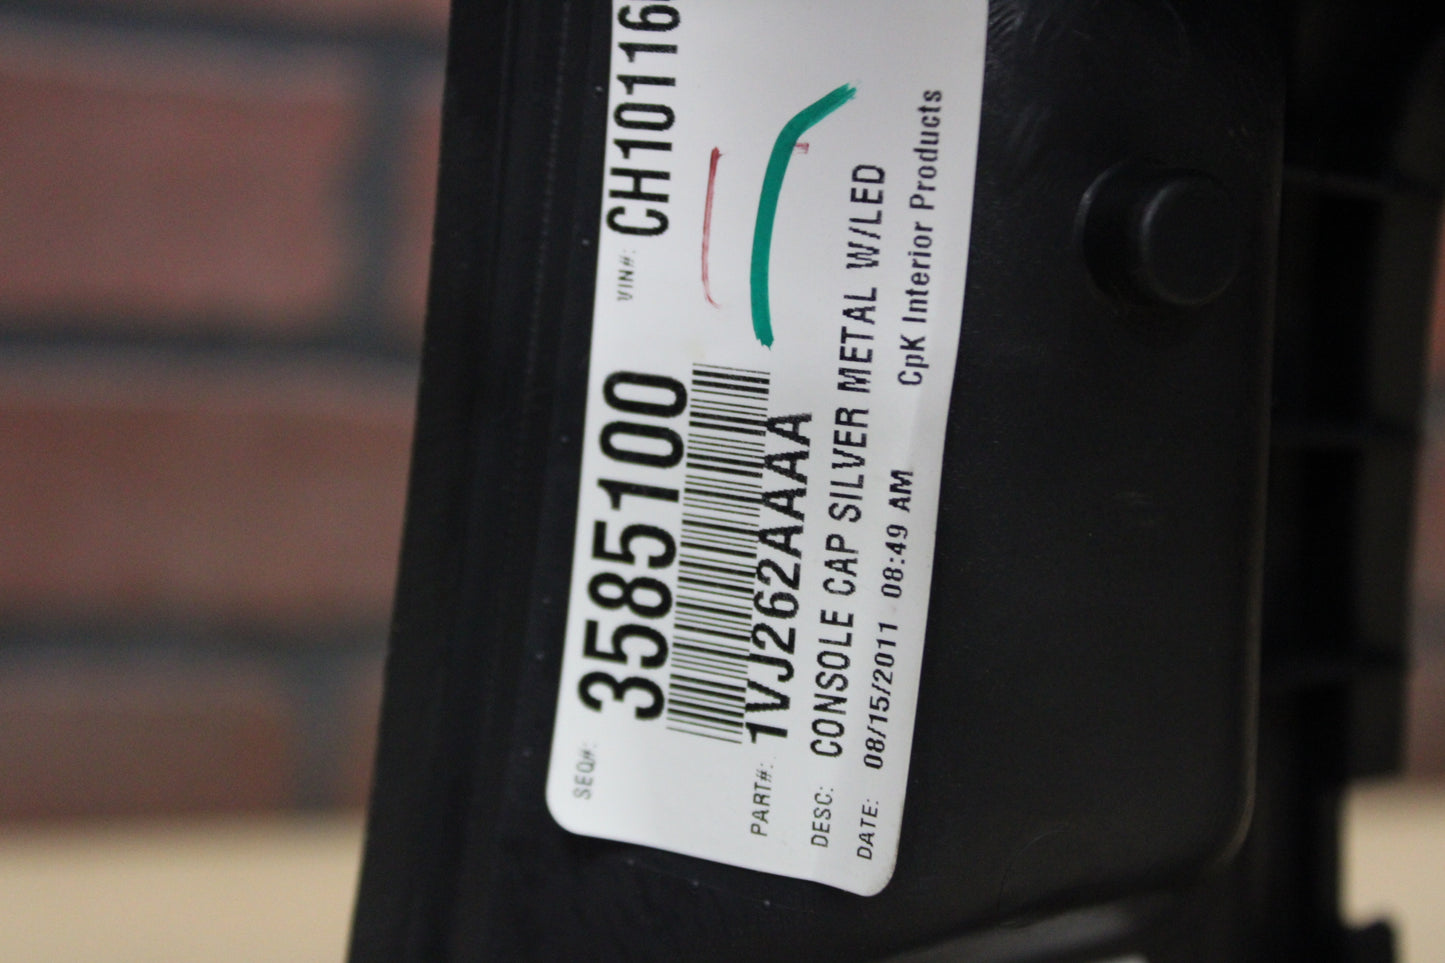 SEQ#: 3585100 VIN#: CH10116
PART#: 1VJ262AAAA
DESC: CONSOLE CAP SILVER METAL W/LED
DATE: 08/15/2011 08:49 AM CpK Interior Products